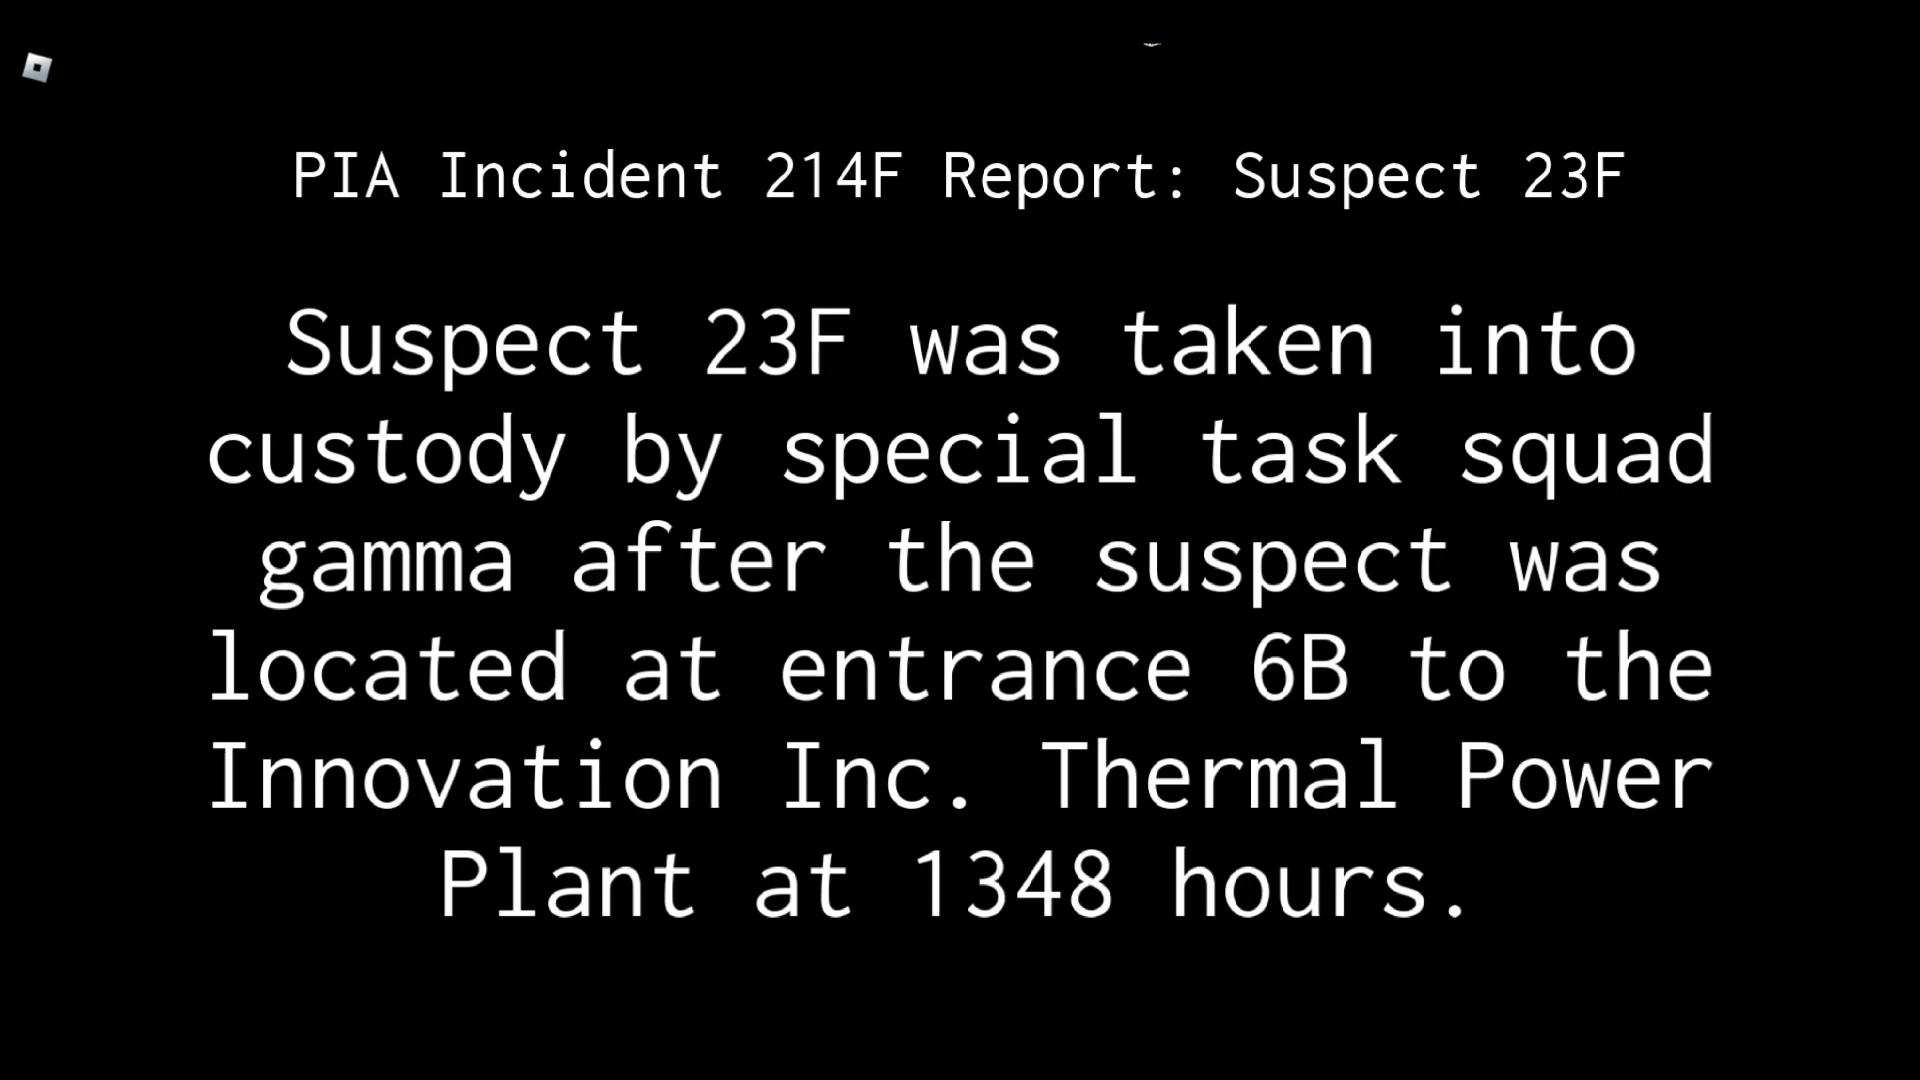 PIA Incident 214F Report: Suspect 23F
Suspect 23F was taken into
custody by special task squad
gamma after the suspect was
located at entrance 6B to the
Innovation Inc. Thermal Power
Plant at 1348 hours.